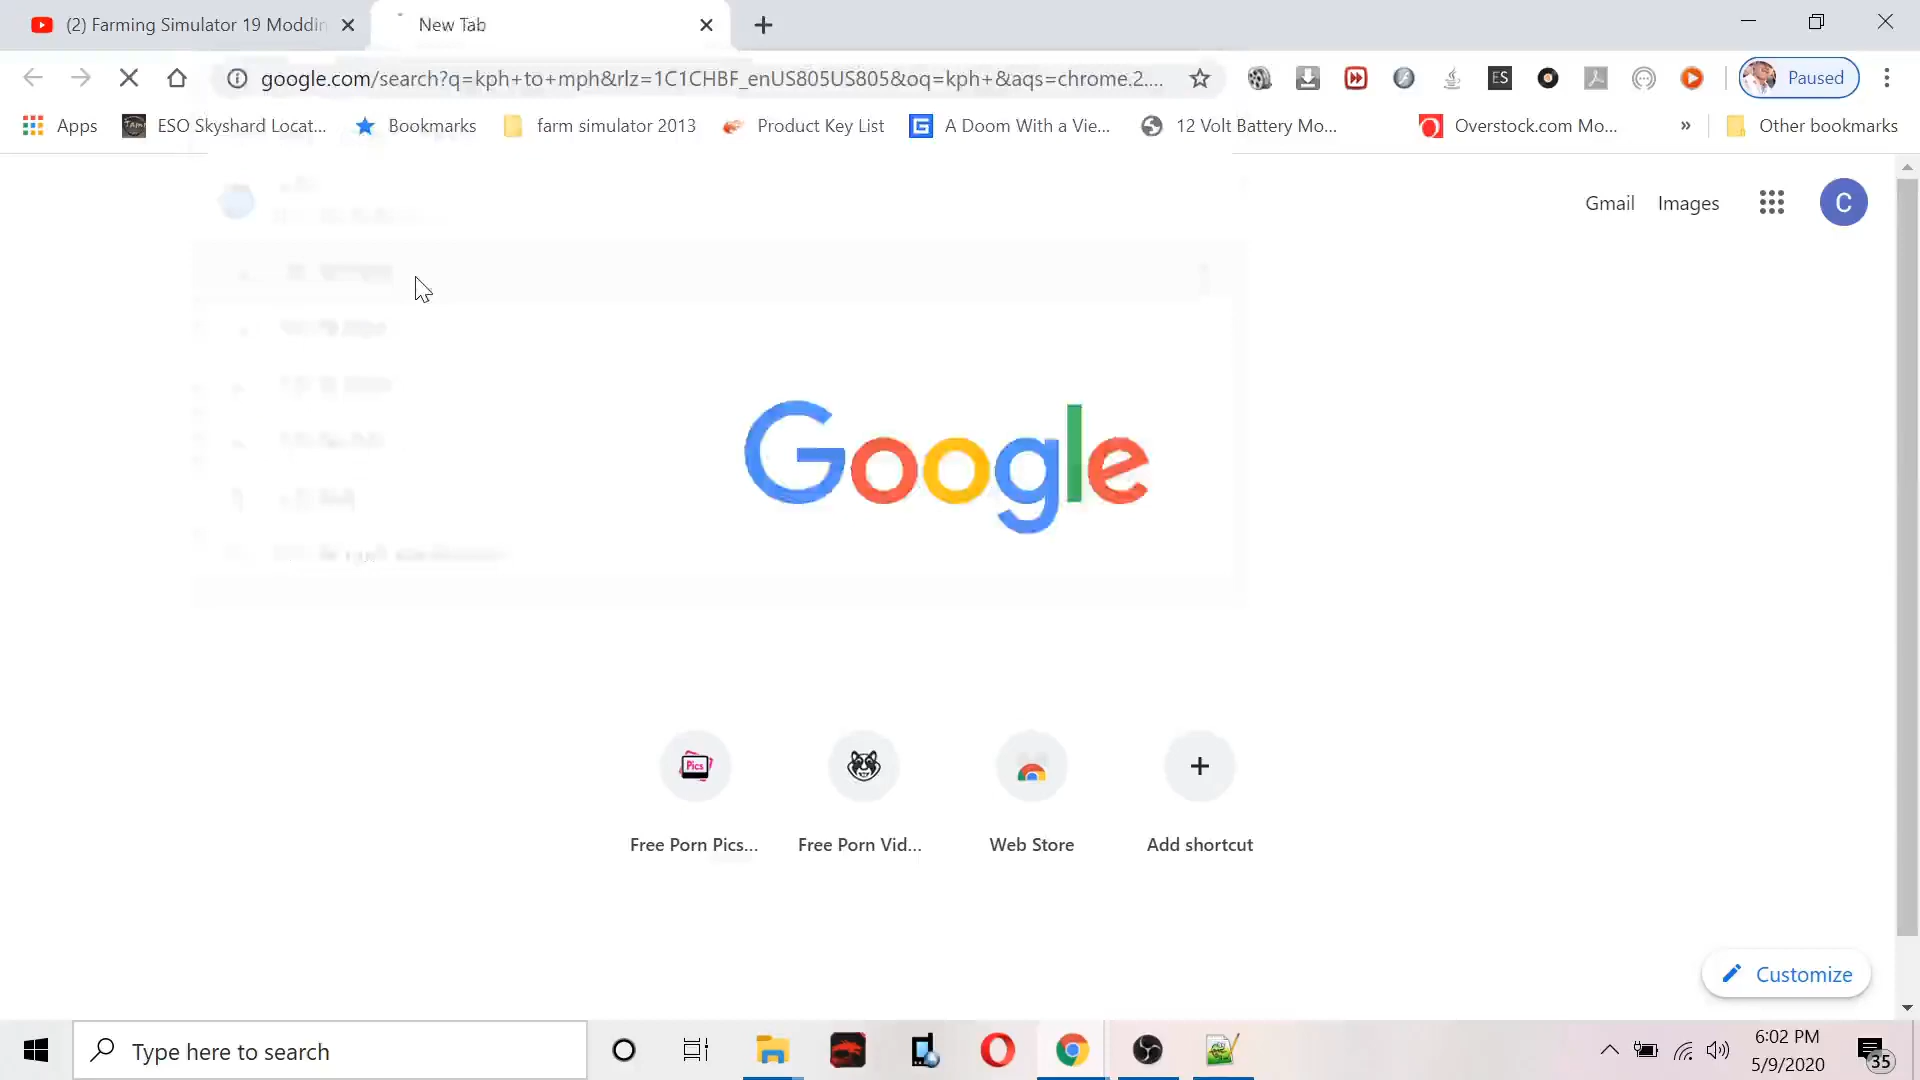 (2) Farming Simulator 19 Moddin
New Tab
google.com/search?q=kph+to+mph&rlz=1C1CHBF_enUS805US805&oq=kph+&aqs=chrome.2....
ES
Paused
Apps
ESO Skyshard Locat...
Bookmarks
farm simulator 2013
Product Key List
A Doom With a Vie...
12 Volt Battery Mo...
Overstock.com Mo...
»
Other bookmarks
Gmail
Images
C
Google
Pics
Free Porn Pics...
Free Porn Vid...
Web Store
Add shortcut
Customize
Type here to search
6:02 PM
5/9/2020
35